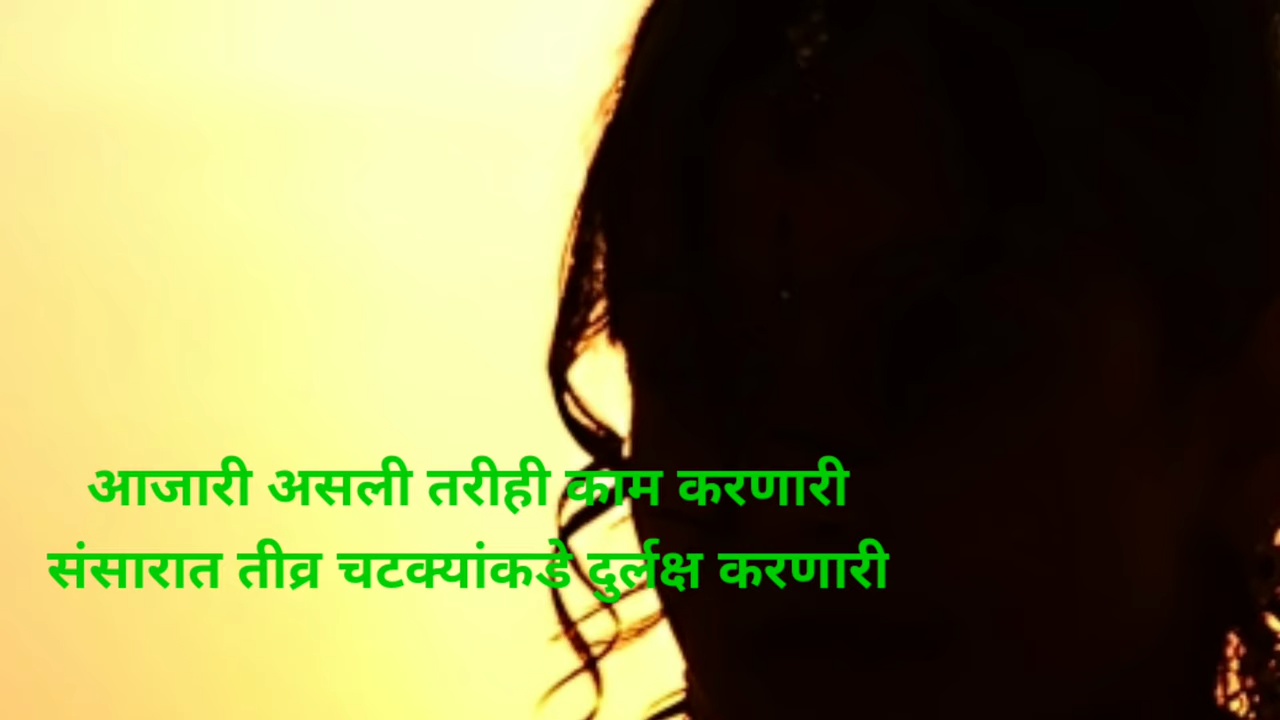 आजारी असली तरीही काम करणारी
संसारात तीव्र चटक्यांकडे दुर्लक्ष करणारी